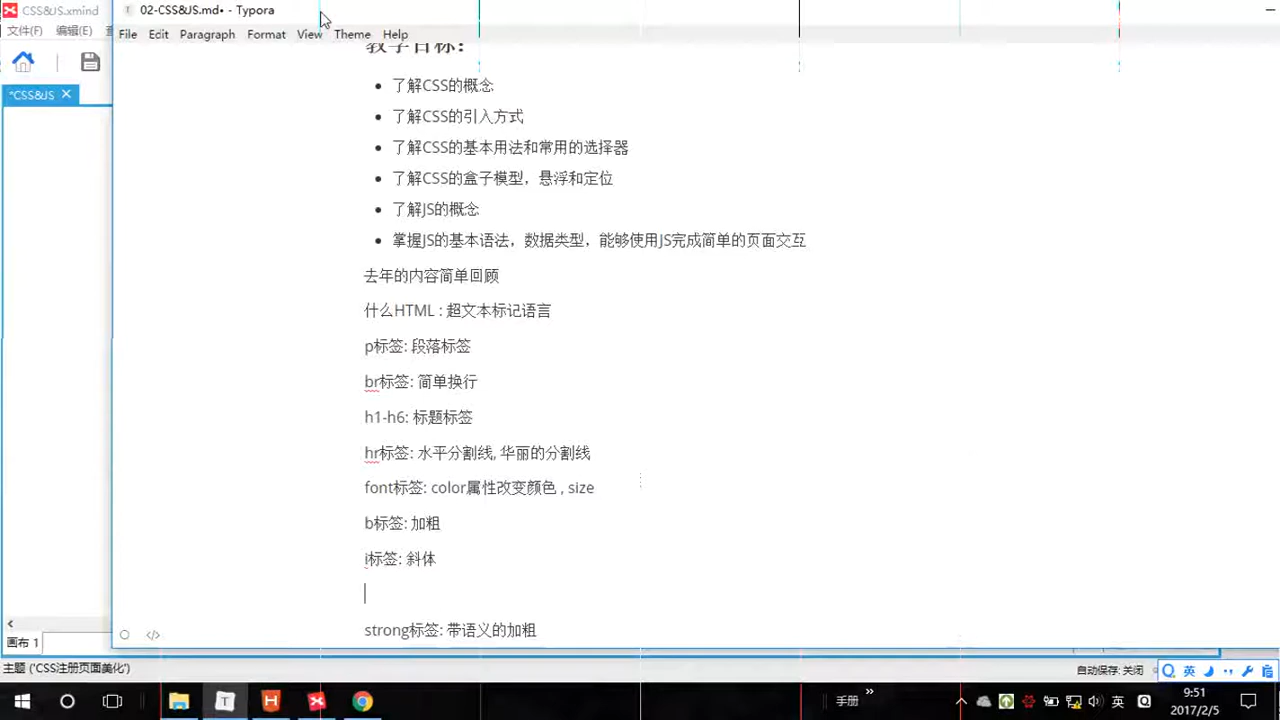 CSS&JS.xmind
02-CSS&JS.md• - Typora
文件(F)
编辑(E)
File Edit Paragraph Format View Theme Help
*CSS&JS
教学目标：
了解CSS的概念
了解CSS的引入方式
了解CSS的基本用法和常用的选择器
了解CSS的盒子模型，悬浮和定位
了解JS的概念
掌握JS的基本语法，数据类型，能够使用JS完成简单的页面交互
去年的内容简单回顾
什么HTML : 超文本标记语言
p标签: 段落标签
br标签: 简单换行
h1-h6: 标题标签
hr标签: 水平分割线, 华丽的分割线
font标签: color属性改变颜色 , size
b标签: 加粗
i标签: 斜体
strong标签: 带语义的加粗
画布 1
主题 ('CSS注册页面美化')
自动保存: 关闭
英
手册
英
9:51
2017/2/5